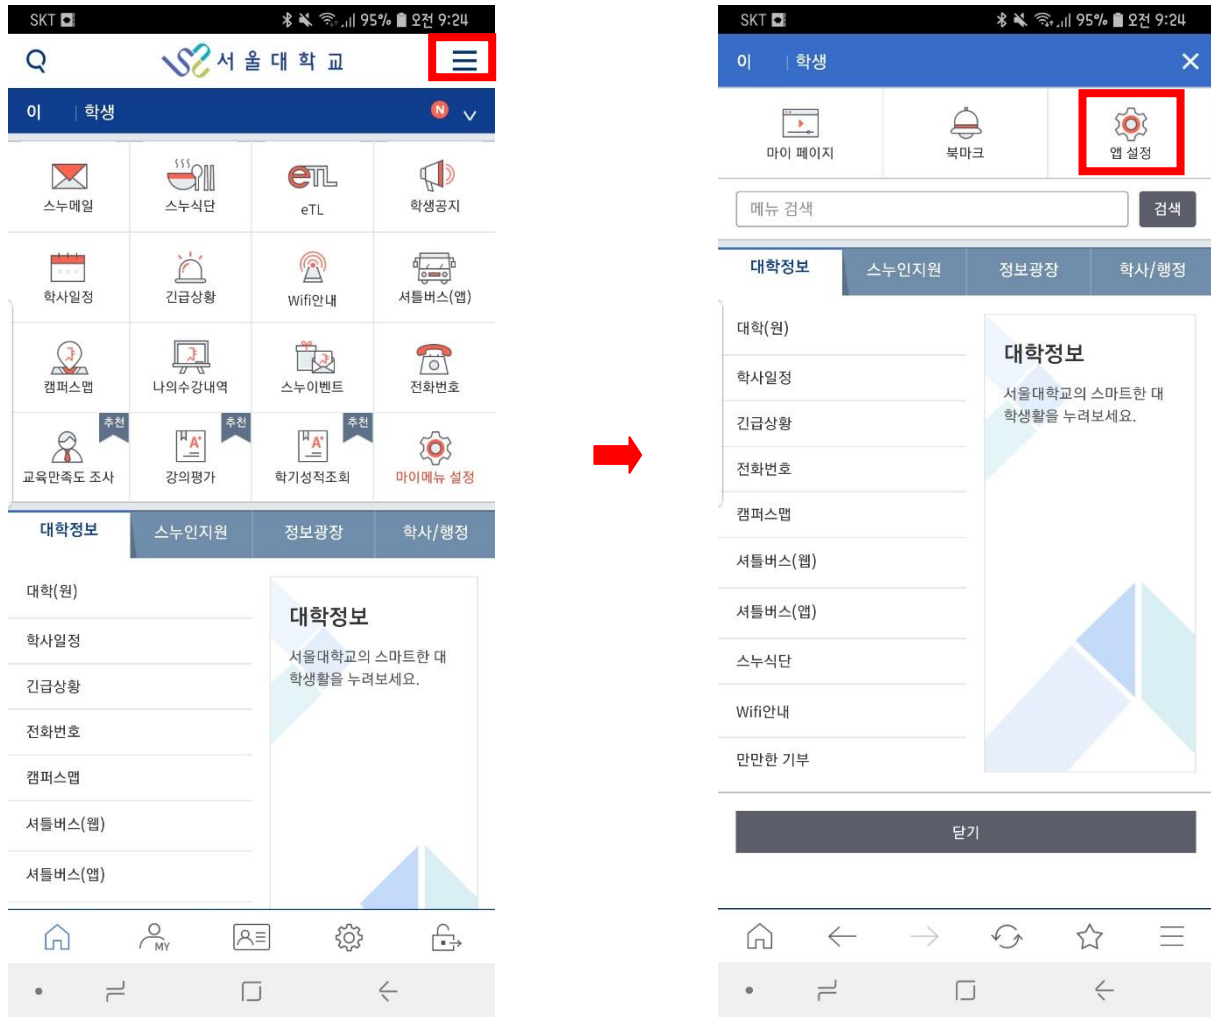 SKT 95% 오전 9:24
서울대학교
이 | 학생 N
스누메일 스누식단 eTL eTL 학생공지
학사일정 긴급상황 Wifi안내 셔틀버스(앱)
캠퍼스맵 나의수강내역 스누이벤트 전화번호
추천 추천 추천
A+ A+
교육만족도 조사 강의평가 학기성적조회 마이메뉴 설정
대학정보 스누인지원 정보광장 학사/행정
대학(원)
학사일정
긴급상황
전화번호
캠퍼스맵
셔틀버스(웹)
셔틀버스(앱)
대학정보
서울대학교의 스마트한 대
학생활을 누려보세요.
MY
SKT 95% 오전 9:24
이 | 학생
마이 페이지 북마크 앱 설정
메뉴 검색 검색
대학정보 스누인지원 정보광장 학사/행정
대학(원)
학사일정
긴급상황
전화번호
캠퍼스맵
셔틀버스(웹)
셔틀버스(앱)
스누식단
Wifi안내
만만한 기부
대학정보
서울대학교의 스마트한 대
학생활을 누려보세요.
닫기